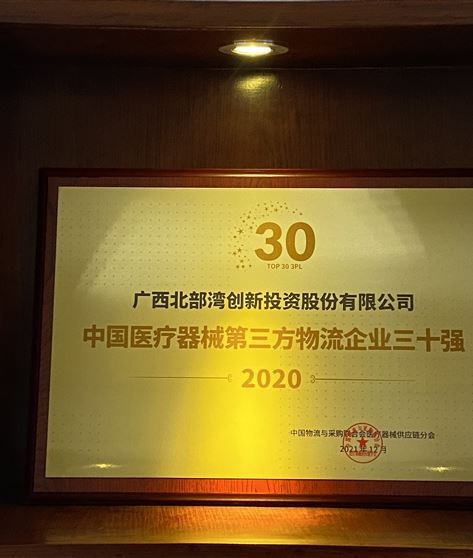 30
TOP 30 3PL
广西北部湾创新投资股份有限公司
中国医疗器械第三方物流企业三十强
2020
中国物流与采购联合会医疗器械供应链分会
2021年12月